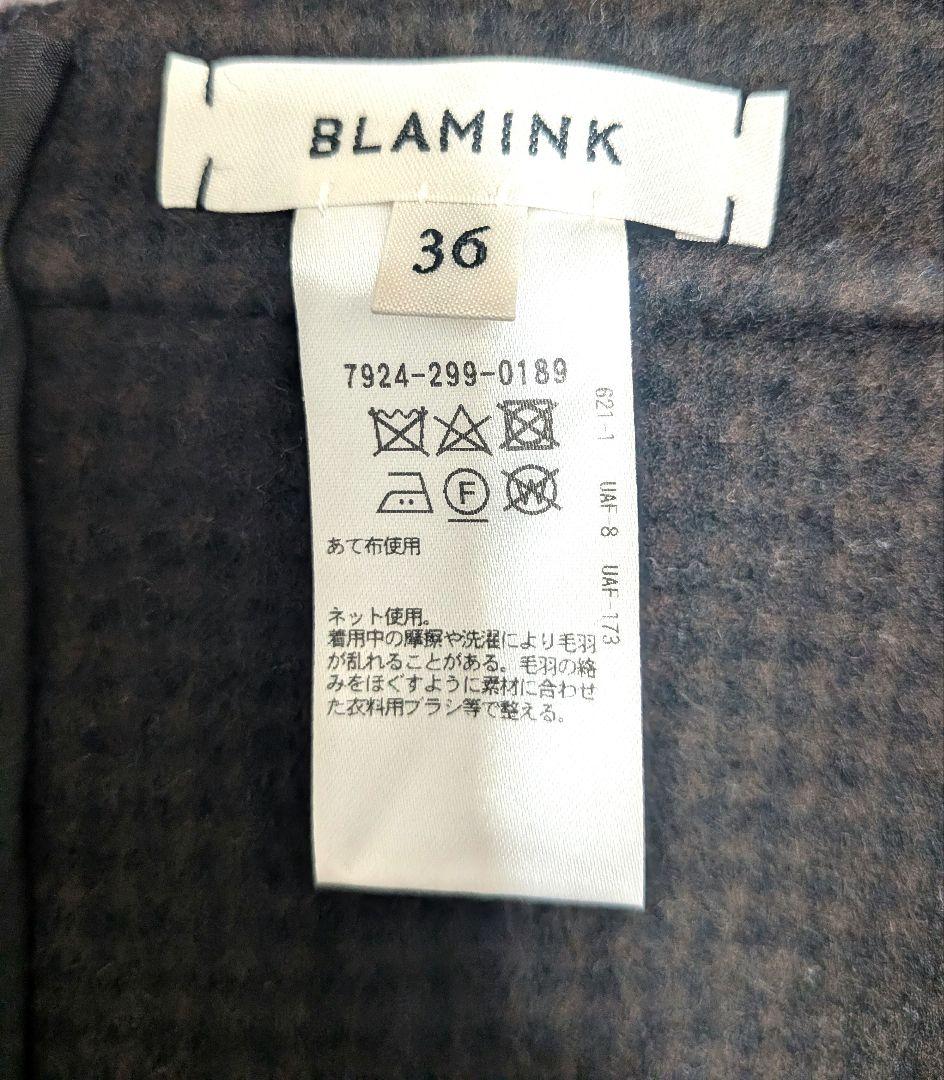 BLAMINK
36
7924-299-0189
F
W
あて布使用
ネット使用。
着用中の摩擦や洗濯により毛羽
が乱れることがある。毛羽の絡
みをほぐすように素材に合わせ
た衣料用ブラシ等で整える。
621-1 UAF 8 UAF-173